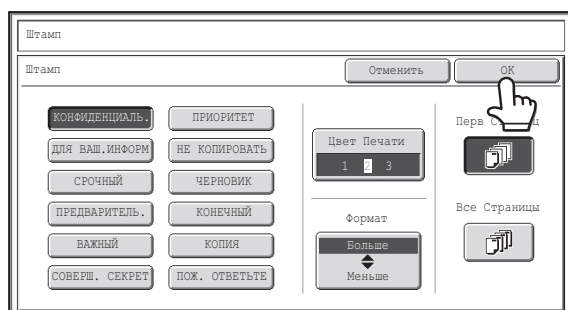 Штамп
Штамп
Отменить
OK
КОНФИДЕНЦИАЛЬ.
ПРИОРИТЕТ
ДЛЯ ВАШ.ИНФОРМ
НЕ КОПИРОВАТЬ
СРОЧНЫЙ
ЧЕРНОВИК
ПРЕДВАРИТЕЛЬ.
КОНЕЧНЫЙ
ВАЖНЫЙ
КОПИЯ
СОВЕРШ. СЕКРЕТ
ПОЖ. ОТВЕТЬТЕ
Цвет Печати
1 2 3
Формат
Больше
Меньше
Перв
Все Страницы